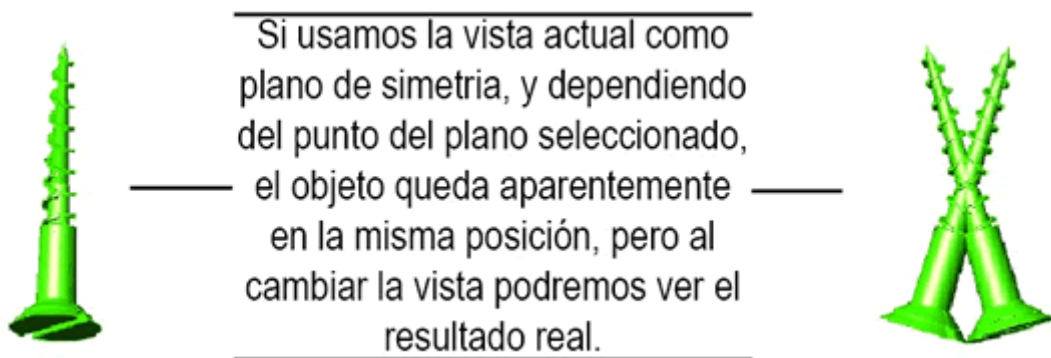 Si usamos la vista actual como
plano de simetria, y dependiendo
del punto del plano seleccionado,
el objeto queda aparentemente
en la misma posición, pero al
cambiar la vista podremos ver el
resultado real.